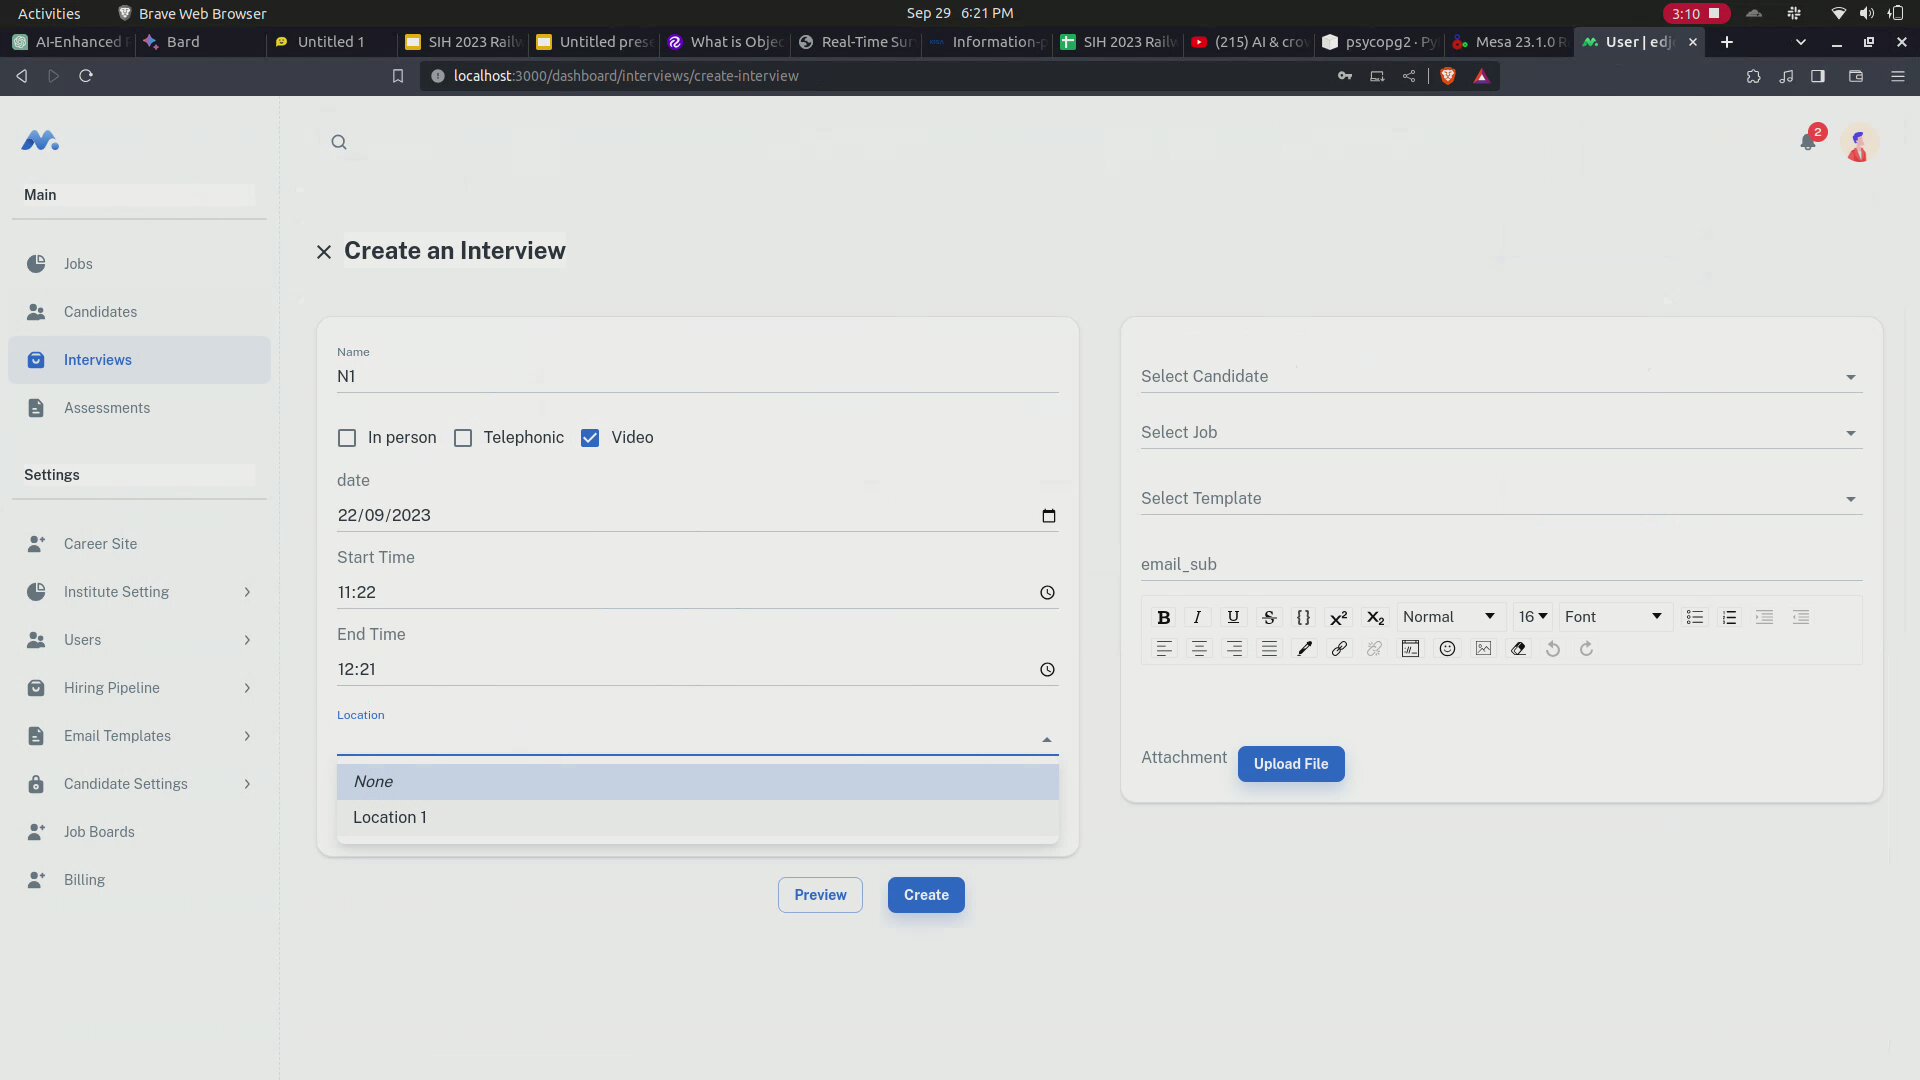 Activities
Brave Web Browser
Sep 29 6:21 PM
3:10
AI-Enhanced
Bard
Untitled 1
SIH 2023 Railw
Untitled prese
What is Objec
Real-Time Sur
Information-p
SIH 2023 Railw
(215) AI & crow
psycopg2 · Py
Mesa 23.1.0 R
User | edj
localhost:3000/dashboard/interviews/create-interview
2
Main
Jobs
Candidates
Interviews
Assessments
Settings
Career Site
Institute Setting
Users
Hiring Pipeline
Email Templates
Candidate Settings
Job Boards
Billing
Create an Interview
Name
N1
In person
Telephonic
Video
date
22/09/2023
Start Time
11:22
End Time
12:21
Location
None
Location 1
Select Candidate
Select Job
Select Template
email_sub
Normal
16
Font
Attachment
Upload File
Preview
Create